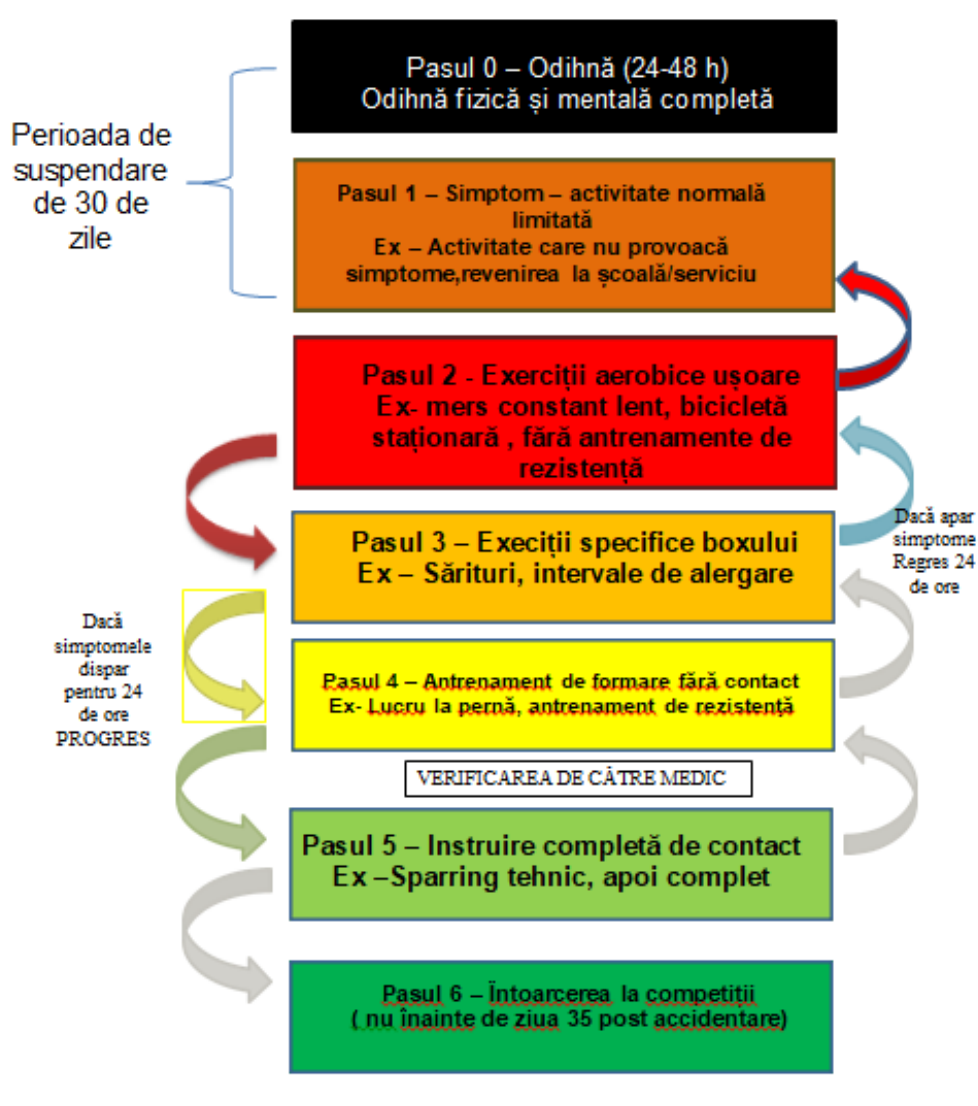 Pasul 0 – Odihnă (24-48 h)
Odihnă fizică și mentală completă
Perioada de
suspendare
de 30 de
zile
Pasul 1 – Simptom – activitate normală
limitată
Ex – Activitate care nu provoacă
simptome,revenirea la școală/serviciu
Pasul 2 - Exerciții aerobice ușoare
Ex- mers constant lent, bicicletă
staționară , fără antrenamente de
rezistență
Pasul 3 – Execiții specifice boxului
Ex – Sărituri, intervale de alergare
Dacă apar
simptome
Regres 24
de ore
Dacă
simptomele
dispar
pentru 24
de ore
PROGRES
Pasul 4 – Antrenament de formare fără contact
Ex- Lucru la pernă, antrenament de rezistență
VERIFICAREA DE CĂTRE MEDIC
Pasul 5 – Instruire completă de contact
Ex –Sparring tehnic, apoi complet
Pasul 6 – Întoarcerea la competiții
( nu înainte de ziua 35 post accidentare)